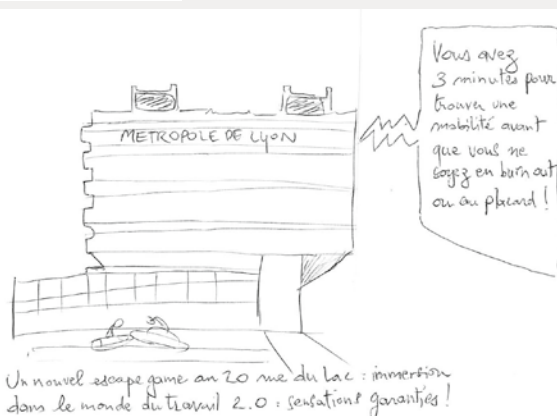 METROPOLE DE LYON
Vous avez
3 minutes pour
trouver une
mobilité avant
que vous ne
soyez en burn out
ou au placard !
Un nouvel escape game au 20 rue du Lac : immersion
dans le monde du travail 2.0 : sensations garanties !